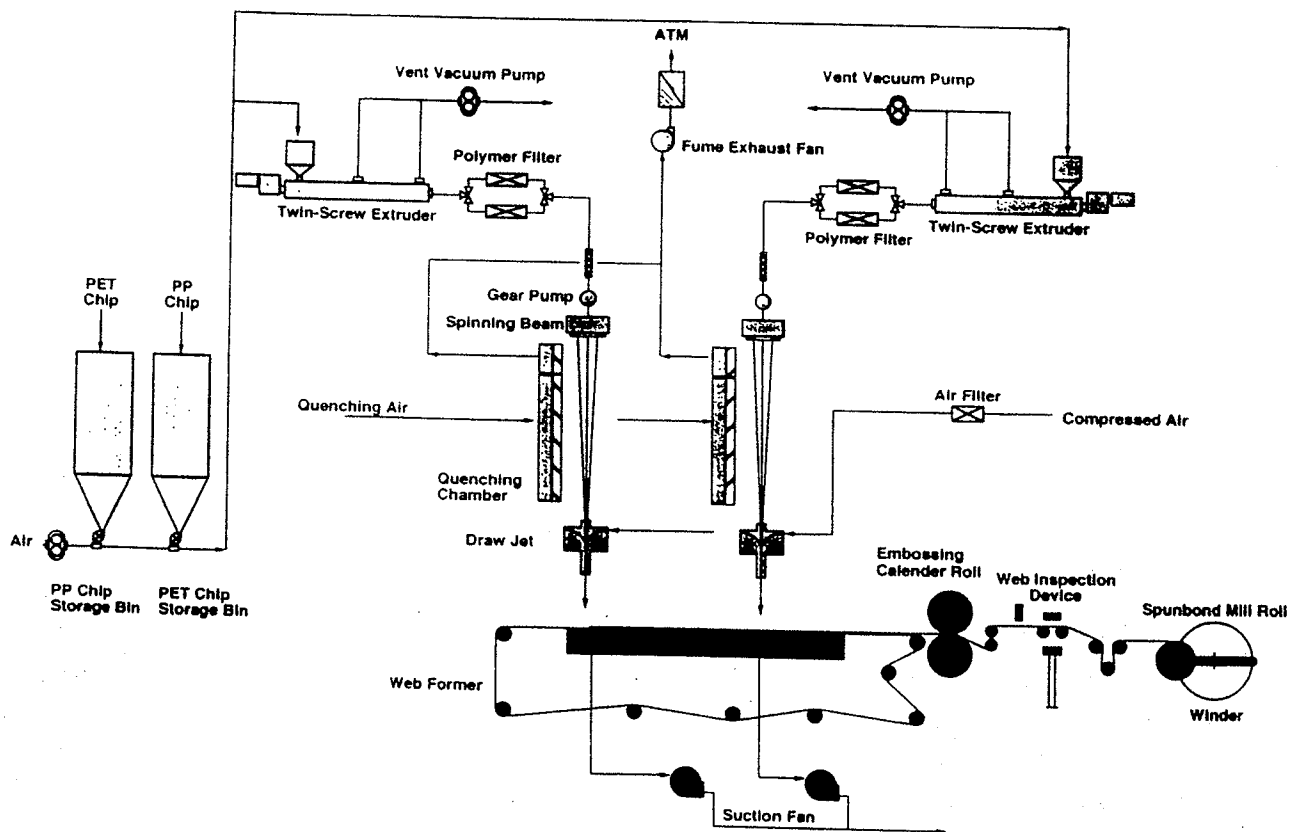 ATM
Vent Vacuum Pump
Vent Vacuum Pump
Fume Exhaust Fan
Polymer Filter
Twin-Screw Extruder
Polymer Filter
Twin-Screw Extruder
PET
Chip
PP
Chip
Gear Pump
Spinning Beam
Quenching Air
Air Filter
Compressed Air
Quenching
Chamber
Air
Draw Jet
PP Chip
Storage Bin
PET Chip
Storage Bin
Embossing
Calender Roll
Web Inspection
Device
Spunbond Mill Roll
Web Former
Winder
Suction Fan